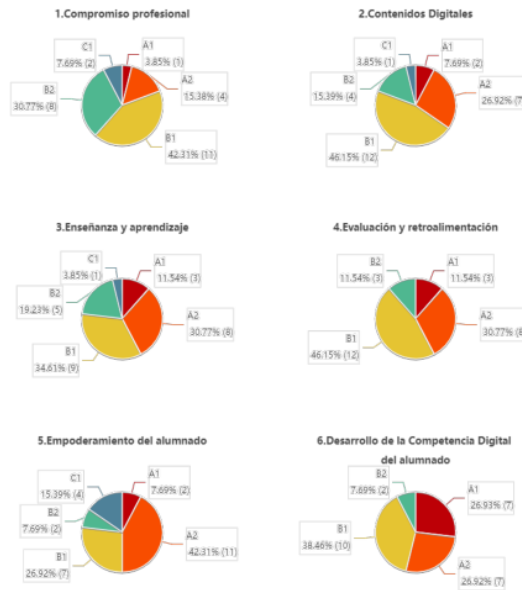 1.Compromiso profesional
C1
7.69% (2)
A1
3.85% (1)
B2
30.77% (8)
A2
15.38% (4)
B1
42.31% (11)
2.Contenidos Digitales
C1
3.85% (1)
A1
7.69% (2)
B2
15.39% (4)
A2
26.92% (7
B1
46.15% (12)
3.Enseñanza y aprendizaje
C1
3.85% (1)
A1
11.54% (3)
B2
19.23% (5)
A2
30.77% (8)
B1
34.61% (9)
4.Evaluación y retroalimentación
B2
11.54% (3)
A1
11.54% (3)
A2
30.77% (8
B1
46.15% (12)
5.Empoderamiento del alumnado
C1
15.39% (4)
A1
7.69% (2)
B2
7.69% (2)
A2
42.31% (11)
B1
26.92% (7)
6.Desarrollo de la Competencia Digital
del alumnado
B2
7.69% (2)
A1
26.93% (7)
B1
38.46% (10)
A2
26.92% (7)